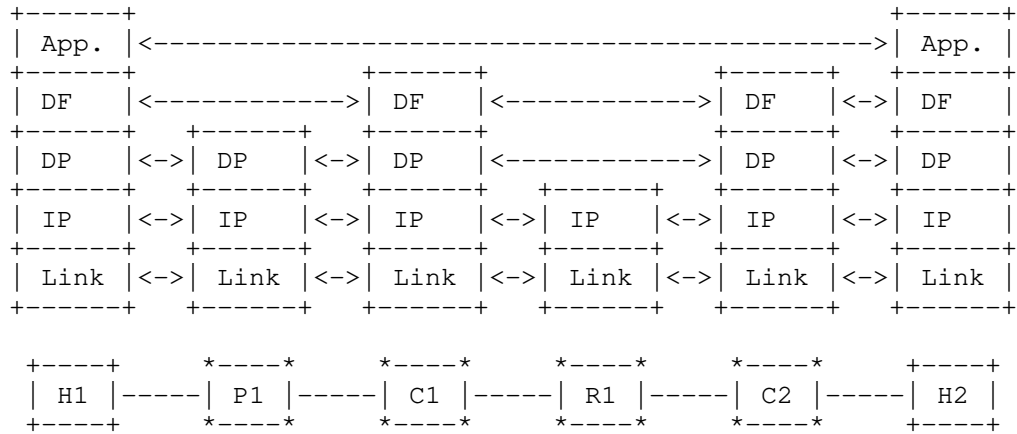 +------+                                      +------+
| App. |<------------------------------------->| App. |
+------+            +------+            +------+  +------+
| DF   |<------------>| DF   |<------------>| DF   |<->| DF   |
+------+  +------+  +------+            +------+  +------+
| DP   |<->| DP   |<->| DP   |<------------>| DP   |<->| DP   |
+------+  +------+  +------+  +------+  +------+  +------+
| IP   |<->| IP   |<->| IP   |<->| IP   |<->| IP   |<->| IP   |
+------+  +------+  +------+  +------+  +------+  +------+
| Link |<->| Link |<->| Link |<->| Link |<->| Link |<->| Link |
+------+  +------+  +------+  +------+  +------+  +------+
+----+     *----*     *----*     *----*     *----*     +----+
| H1 |-----| P1 |-----| C1 |-----| R1 |-----| C2 |-----| H2 |
+----+     *----*     *----*     *----*     *----*     +----+